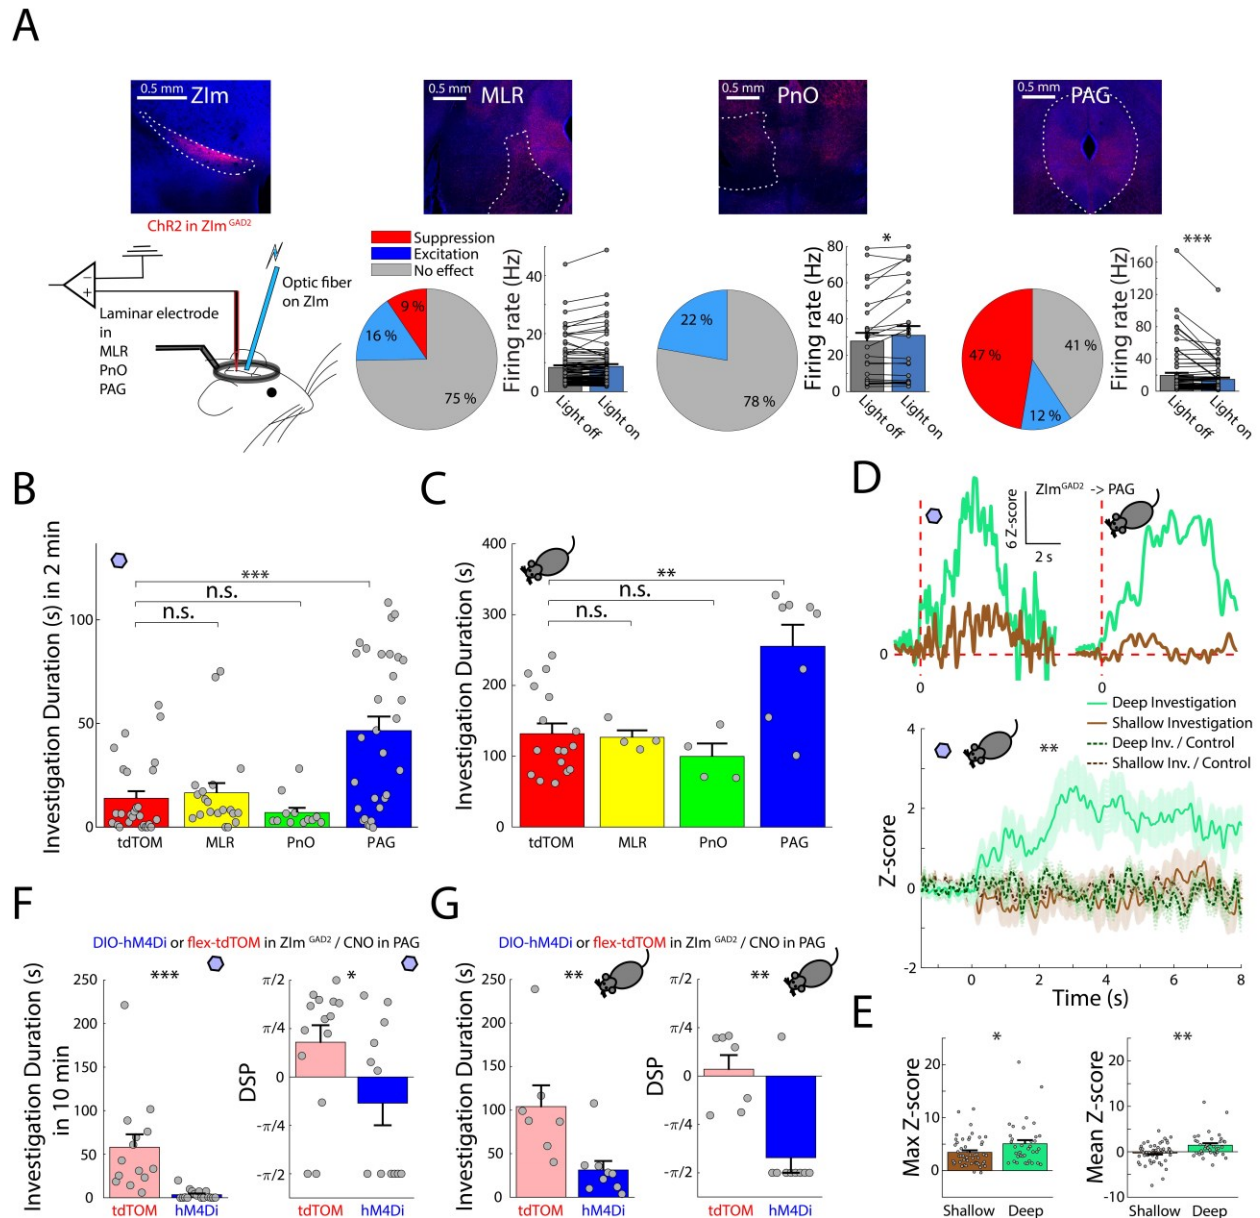 A
0.5 mm
ZIm
0.5 mm
MLR
0.5 mm
PnO
0.5 mm
PAG
ChR2 in ZIm GAD2
Optic fiber
on ZIm
Laminar electrode
in
MLR
PnO
PAG
Suppression
Excitation
No effect
9 %
16 %
75 %
Firing rate (Hz)
40
20
0
Light off
Light on
22 %
78 %
Firing rate (Hz)
80
60
40
20
0
*
Light off
Light on
47 %
41 %
12 %
Firing rate (Hz)
200
160
120
80
40
0
***
Light off
Light on
B
Investigation Duration (s) in 2 min
100
50
0
***
n.s.
n.s.
tdTOM
MLR
PnO
PAG
C
Investigation Duration (s)
400
300
200
100
0
**
n.s.
n.s.
tdTOM
MLR
PnO
PAG
D
ZIm GAD2 -> PAG
6 Z-score
2 s
0
0
0
Deep Investigation
Shallow Investigation
Deep Inv. / Control
Shallow Inv. / Control
**
Z-score
4
2
0
-2
0
2
4
6
8
Time (s)
E
Max Z-score
20
10
0
*
Shallow
Deep
Mean Z-score
20
10
0
-10
**
Shallow
Deep
F
DIO-hM4Di or flex-tdTOM in ZIm GAD2 / CNO in PAG
Investigation Duration (s)
in 10 min
250
200
150
100
50
0
***
tdTOM
hM4Di
DSP
π/2
π/4
0
-π/4
-π/2
*
tdTOM
hM4Di
G
DIO-hM4Di or flex-tdTOM in ZIm GAD2 / CNO in PAG
Investigation Duration (s)
250
200
150
100
50
0
**
tdTOM
hM4Di
DSP
π/2
π/4
0
-π/4
-π/2
**
tdTOM
hM4Di